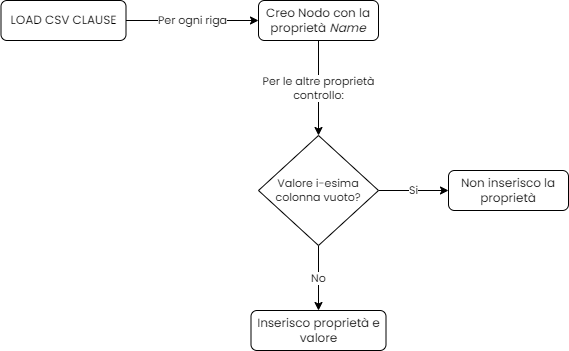 LOAD CSV CLAUSE
Per ogni riga
Creo Nodo con la
proprietà Name
Per le altre proprietà
controllo:
Valore i-esima
colonna vuoto?
Si
Non inserisco la
proprietà
No
Inserisco proprietà e
valore